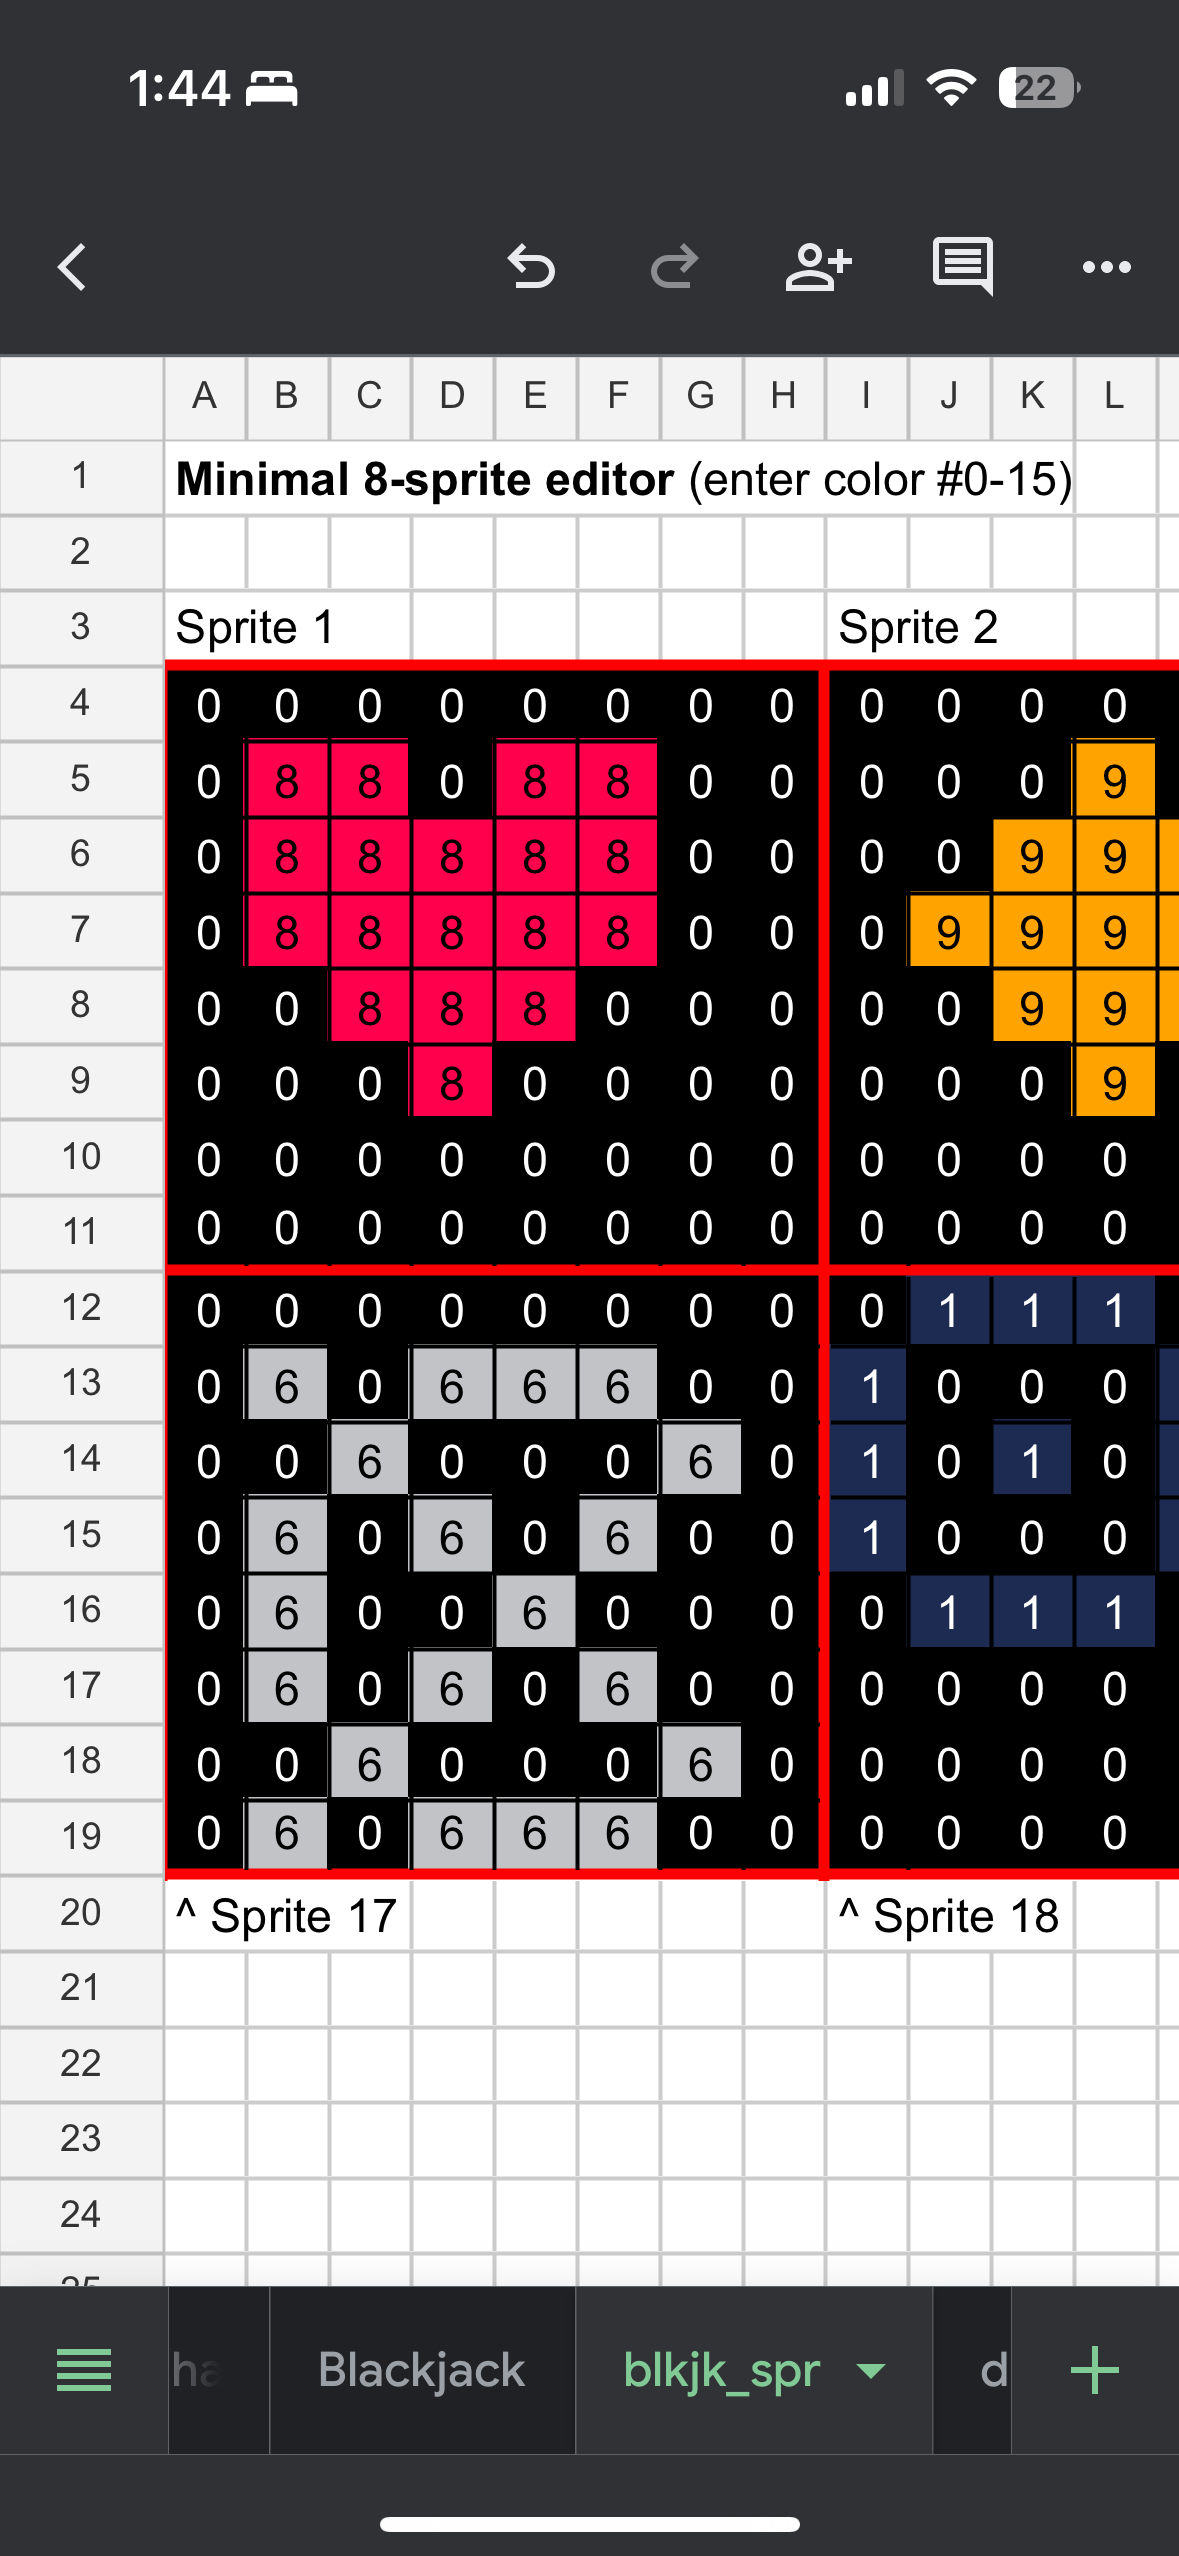 1:44 22
A B C D E F G H I J K L
1 Minimal 8-sprite editor (enter color #0-15)
2
3 Sprite 1 Sprite 2
4 0 0 0 0 0 0 0 0 0 0 0 0
5 0 8 8 0 8 8 0 0 0 0 0 9
6 0 8 8 8 8 8 0 0 0 0 9 9
7 0 8 8 8 8 8 0 0 0 9 9 9
8 0 0 8 8 8 0 0 0 0 0 9 9
9 0 0 0 8 0 0 0 0 0 0 0 9
10 0 0 0 0 0 0 0 0 0 0 0 0
11 0 0 0 0 0 0 0 0 0 0 0 0
12 0 0 0 0 0 0 0 0 0 1 1 1
13 0 6 0 6 6 6 0 0 1 0 0 0
14 0 0 6 0 0 0 6 0 1 0 1 0
15 0 6 0 6 0 6 0 0 1 0 0 0
16 0 6 0 0 6 0 0 0 0 1 1 1
17 0 6 0 6 0 6 0 0 0 0 0 0
18 0 0 6 0 0 0 6 0 0 0 0 0
19 0 6 0 6 6 6 0 0 0 0 0 0
20 ^ Sprite 17 ^ Sprite 18
21
22
23
24
Blackjack blkjk_spr